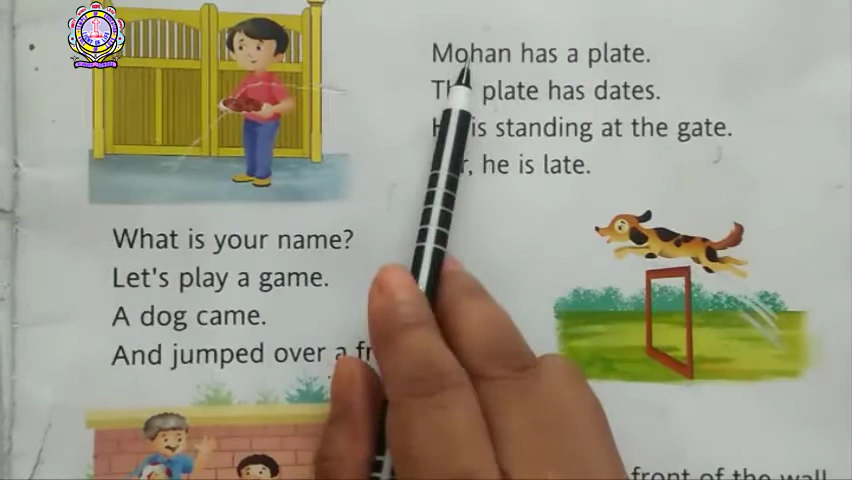 Mohan has a plate.
plate has dates.
is standing at the gate.
he is late.
What is your name?
Let's play a game.
A dog came.
And jumped over a
front of the wall